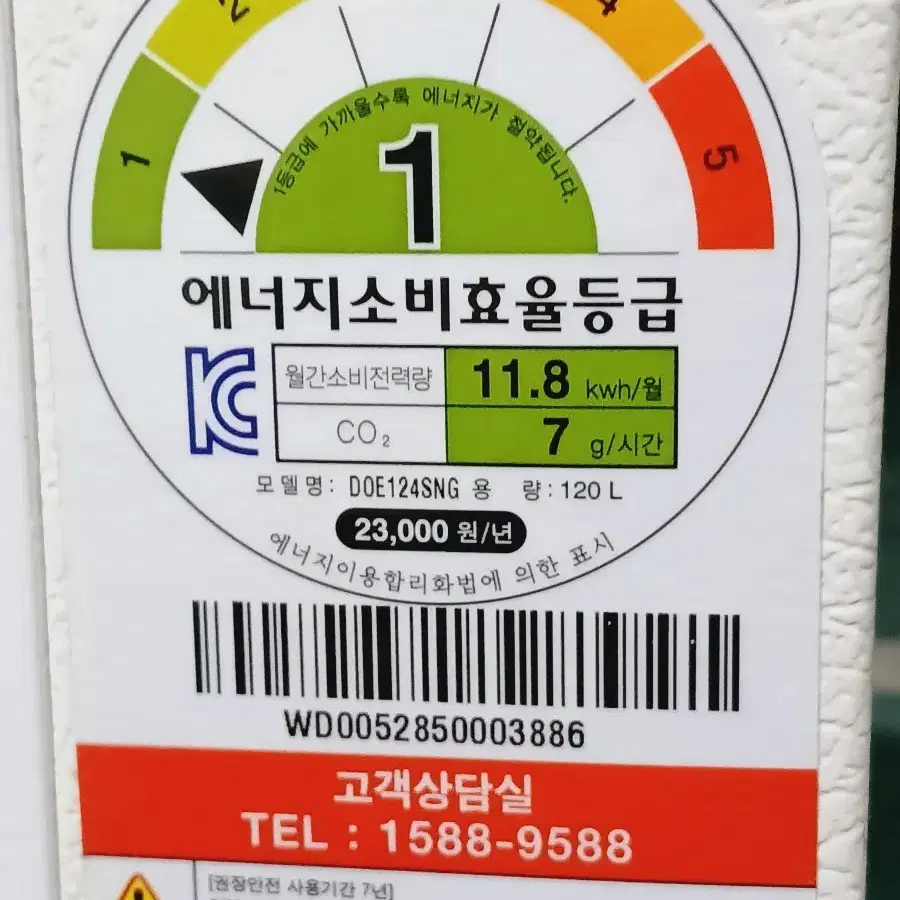 2
4
1
5
1등급에 가까울수록 에너지가 절약됩니다.
1
에너지소비효율등급
KC
월간소비전력량 11.8 kwh/월
CO₂ 7 g/시간
모델명: DOE124SNG 용 량: 120 L
23,000 원/년
에너지이용합리화법에 의한 표시
WD0052850003886
고객상담실
TEL : 1588-9588
[권장안전 사용기간 7년]